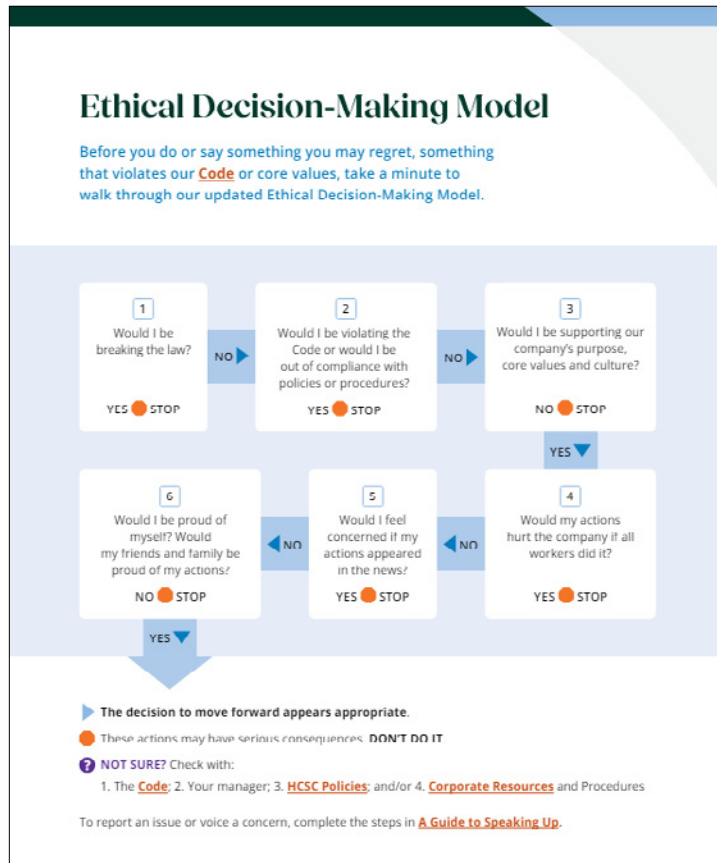 Ethical Decision-Making Model
Before you do or say something you may regret, something
that violates our Code or core values, take a minute to
walk through our updated Ethical Decision-Making Model.
1
Would I be
breaking the law?
YES STOP
NO
2
Would I be violating the
Code or would I be
out of compliance with
policies or procedures?
YES STOP
NO
3
Would I be supporting our
company's purpose,
core values and culture?
NO STOP
YES
4
Would my actions
hurt the company if all
workers did it?
YES STOP
NO
5
Would I feel
concerned if my
actions appeared
in the news?
YES STOP
NO
6
Would I be proud of
myself? Would
my friends and family be
proud of my actions?
NO STOP
YES
The decision to move forward appears appropriate.
These actions may have serious consequences. DON'T DO IT
? NOT SURE? Check with:
1. The Code; 2. Your manager; 3. HCSC Policies; and/or 4. Corporate Resources and Procedures
To report an issue or voice a concern, complete the steps in A Guide to Speaking Up.